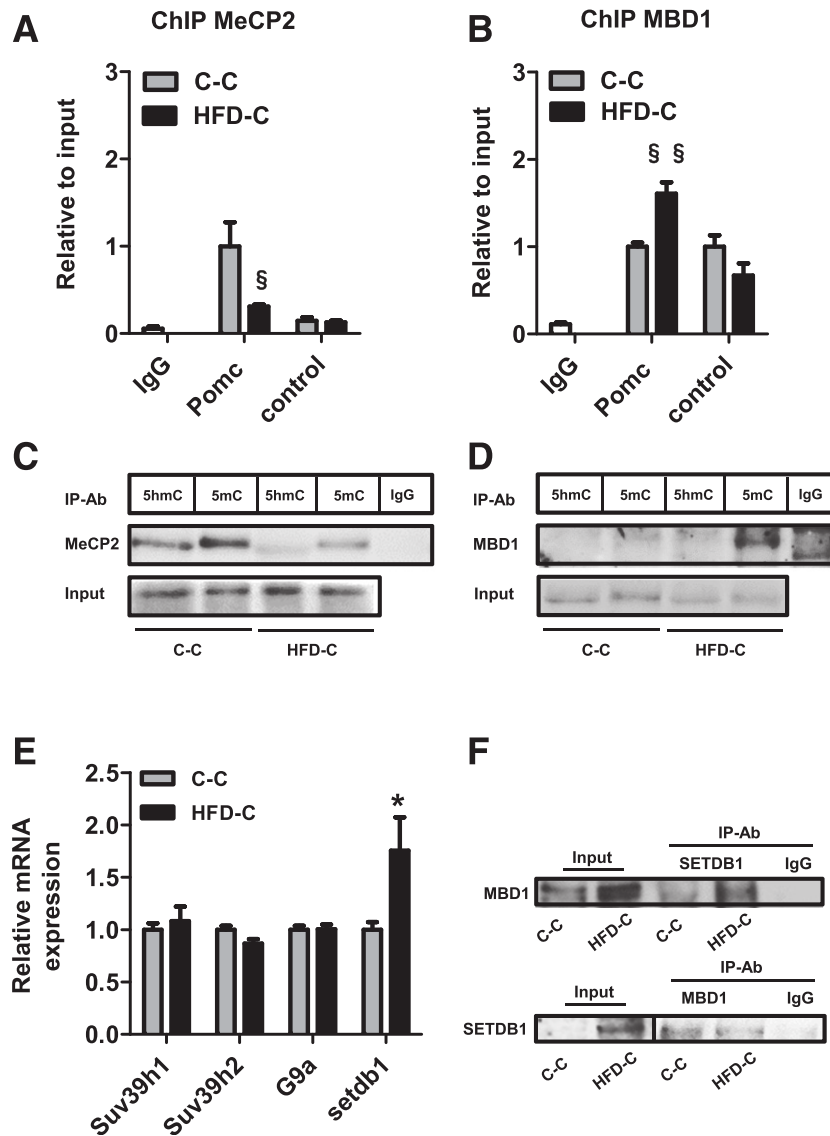 A
ChIP MeCP2
Relative to input
3
2
1
0
C-C
HFD-C
§
IgG
Pomc
control
B
ChIP MBD1
Relative to input
3
2
1
0
C-C
HFD-C
§ §
IgG
Pomc
control
C
IP-Ab
5hmC 5mC 5hmC 5mC IgG
MeCP2
Input
C-C HFD-C
D
IP-Ab
5hmC 5mC 5hmC 5mC IgG
MBD1
Input
C-C HFD-C
E
Relative mRNA
expression
2.5
2.0
1.5
1.0
0.5
0.0
C-C
HFD-C
*
Suv39h1
Suv39h2
G9a
setdb1
F
IP-Ab
Input SETDB1 IgG
MBD1
C-C HFD-C C-C HFD-C
IP-Ab
Input MBD1 IgG
SETDB1
C-C HFD-C C-C HFD-C